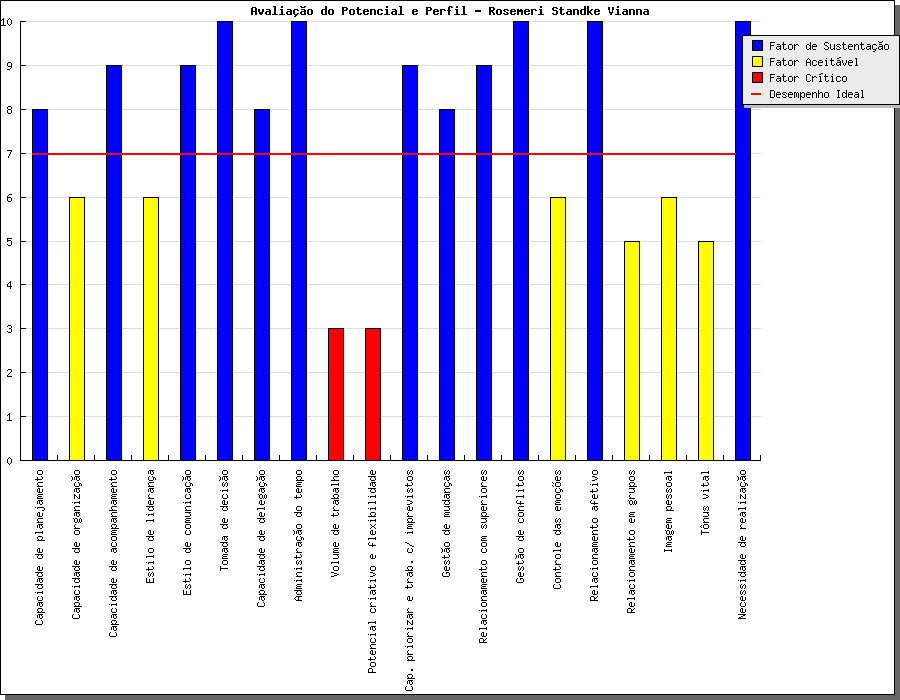 Avaliação do Potencial e Perfil - Rosemeri Standke Vianna
Fator de Sustentação
Fator Aceitável
Fator Crítico
Desempenho Ideal
10
9
8
7
6
5
4
3
2
1
0
Capacidade de planejamento
Capacidade de organização
Capacidade de acompanhamento
Estilo de liderança
Estilo de comunicação
Tomada de decisão
Capacidade de delegação
Administração do tempo
Volume de trabalho
Potencial criativo e flexibilidade
Cap. priorizar e trab. c/ imprevistos
Gestão de mudanças
Relacionamento com superiores
Gestão de conflitos
Controle das emoções
Relacionamento afetivo
Relacionamento em grupos
Imagem pessoal
Tônus vital
Necessidade de realização